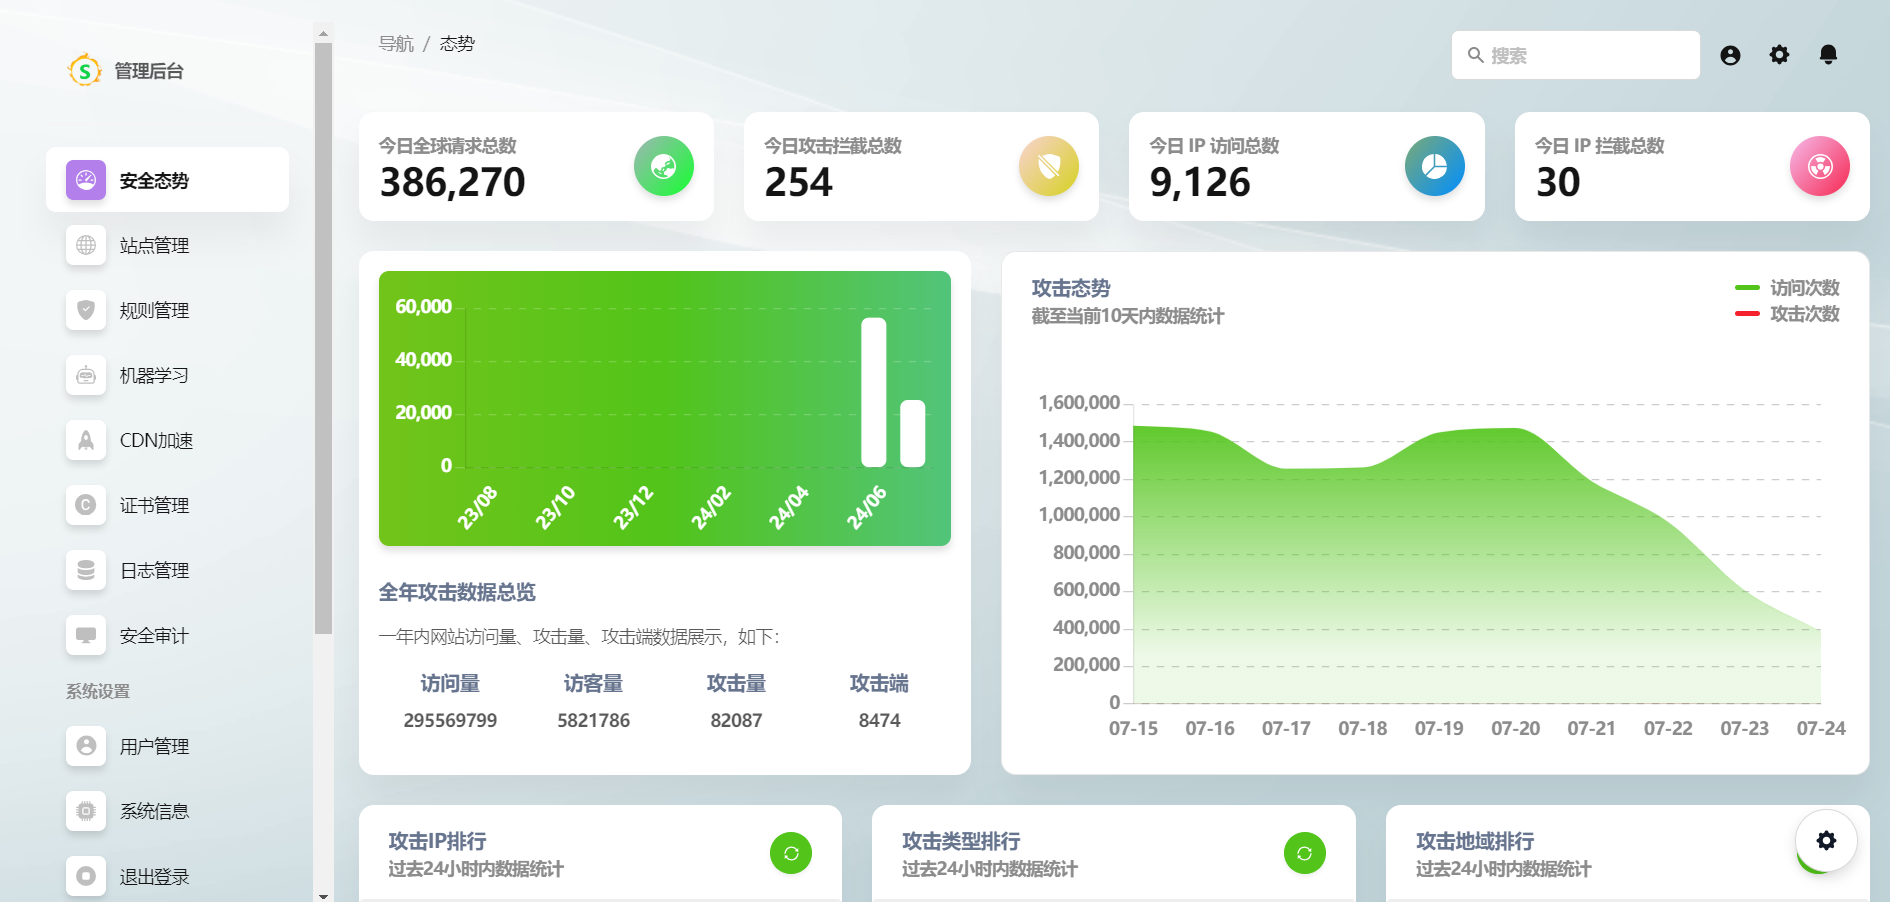 管理后台
安全态势
站点管理
规则管理
机器学习
CDN加速
证书管理
日志管理
安全审计
系统设置
用户管理
系统信息
退出登录
导航 / 态势
搜索
今日全球请求总数
386,270
今日攻击拦截总数
254
今日 IP 访问总数
9,126
今日 IP 拦截总数
30
60,000
40,000
20,000
0
23/08
23/10
23/12
24/02
24/04
24/06
全年攻击数据总览
一年内网站访问量、攻击量、攻击端数据展示，如下：
访问量 访客量 攻击量 攻击端
295569799 5821786 82087 8474
攻击态势
截至当前10天内数据统计
访问次数
攻击次数
1,600,000
1,400,000
1,200,000
1,000,000
800,000
600,000
400,000
200,000
0
07-15 07-16 07-17 07-18 07-19 07-20 07-21 07-22 07-23 07-24
攻击IP排行
过去24小时内数据统计
攻击类型排行
过去24小时内数据统计
攻击地域排行
过去24小时内数据统计